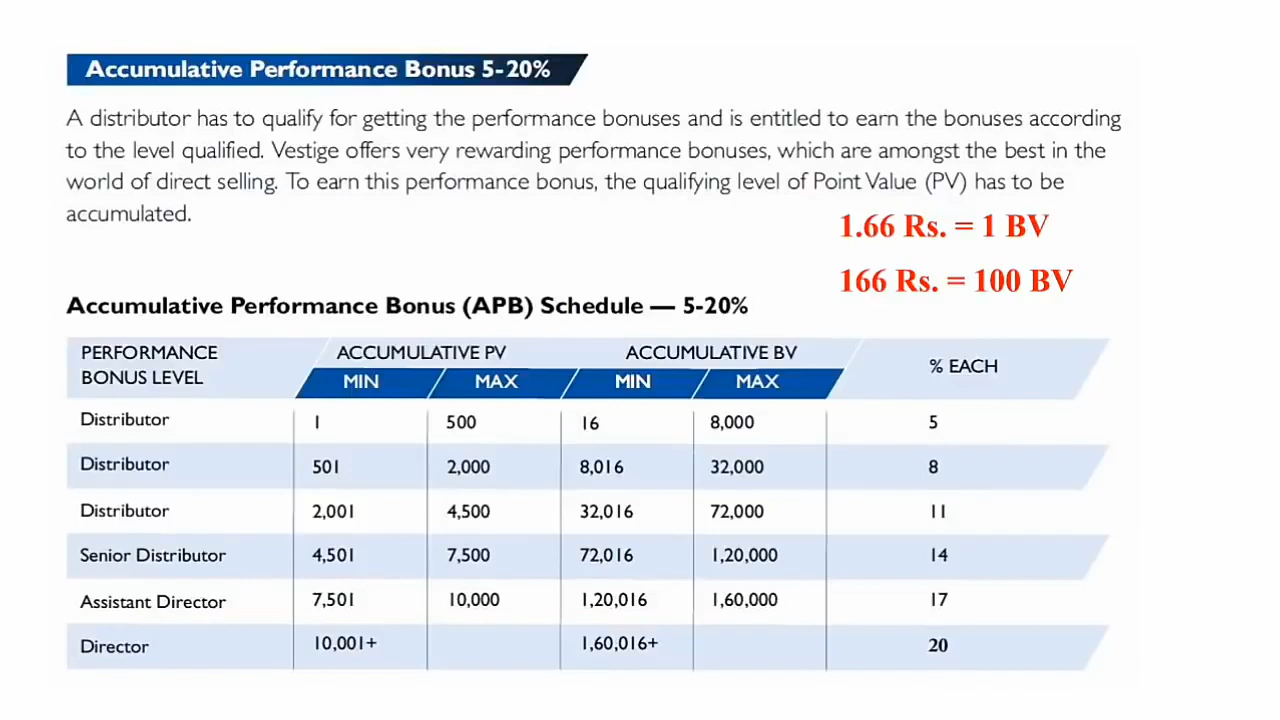 Accumulative Performance Bonus 5-20%
A distributor has to qualify for getting the performance bonuses and is entitled to earn the bonuses according
to the level qualified. Vestige offers very rewarding performance bonuses, which are amongst the best in the
world of direct selling. To earn this performance bonus, the qualifying level of Point Value (PV) has to be
accumulated.
1.66 Rs. = 1 BV
166 Rs. = 100 BV
Accumulative Performance Bonus (APB) Schedule — 5-20%
PERFORMANCE BONUS LEVEL ACCUMULATIVE PV ACCUMULATIVE BV % EACH
MIN MAX MIN MAX
Distributor 1 500 16 8,000 5
Distributor 501 2,000 8,016 32,000 8
Distributor 2,001 4,500 32,016 72,000 11
Senior Distributor 4,501 7,500 72,016 1,20,000 14
Assistant Director 7,501 10,000 1,20,016 1,60,000 17
Director 10,001+ 1,60,016+ 20